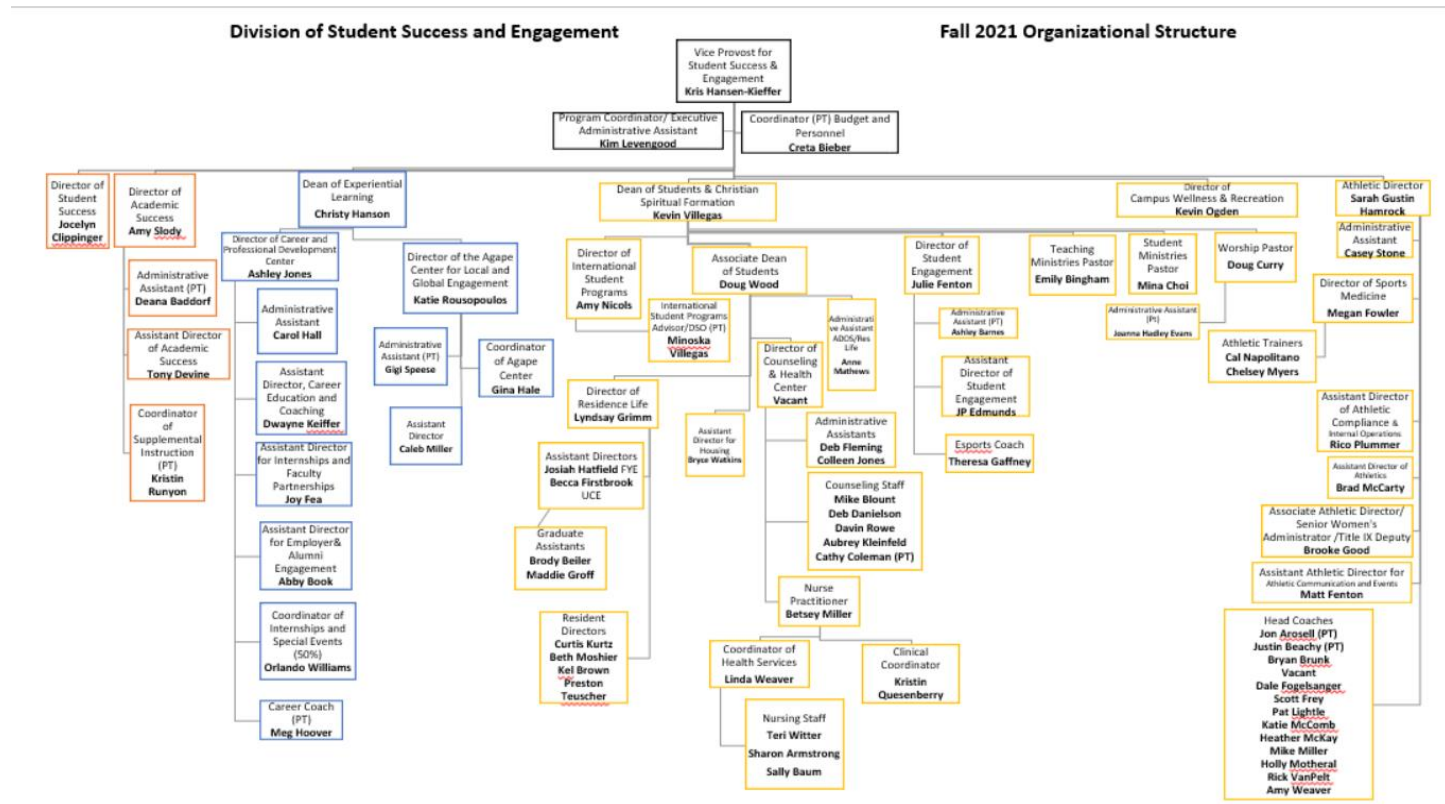 Division of Student Success and Engagement
Fall 2021 Organizational Structure
Vice Provost for
Student Success &
Engagement
Kris Hansen-Kieffer
Program Coordinator/ Executive
Administrative Assistant
Kim Levengood
Coordinator (PT) Budget and
Personnel
Creta Bieber
Director of
Student
Success
Jocelyn
Clippinger
Director of
Academic
Success
Amy Slody
Administrative
Assistant (PT)
Deana Baddorf
Assistant Director
of Academic
Success
Tony Devine
Coordinator
of
Supplemental
Instruction
(PT)
Kristin
Runyon
Dean of Experiential
Learning
Christy Hanson
Director of Career and
Professional Development
Center
Ashley Jones
Administrative
Assistant
Carol Hall
Assistant
Director, Career
Education and
Coaching
Dwayne Keiffer
Assistant Director
for Internships and
Faculty
Partnerships
Joy Fea
Assistant Director
for Employer&
Alumni
Engagement
Abby Book
Coordinator of
Internships and
Special Events
(50%)
Orlando Williams
Career Coach
(PT)
Meg Hoover
Director of the Agape
Center for Local and
Global Engagement
Katie Rousopoulos
Administrative
Assistant (PT)
Gigi Speese
Coordinator
of Agape
Center
Gina Hale
Assistant
Director
Caleb Miller
Dean of Students & Christian
Spiritual Formation
Kevin Villegas
Director of
International
Student
Programs
Amy Nicols
International
Student Programs
Advisor/DSO (PT)
Minoska
Villegas
Associate Dean
of Students
Doug Wood
Administrati
ve Assistant
ADOS/Res
Life
Anne
Mathews
Director of
Counseling
& Health
Center
Vacant
Director of
Residence Life
Lyndsay Grimm
Assistant
Director for
Housing
Bryce Watkins
Assistant Directors
Josiah Hatfield FYE
Becca Firstbrook
UCE
Graduate
Assistants
Brody Beiler
Maddie Groff
Resident
Directors
Curtis Kurtz
Beth Moshier
Kel Brown
Preston
Teuscher
Administrative
Assistants
Deb Fleming
Colleen Jones
Counseling Staff
Mike Blount
Deb Danielson
Davin Rowe
Aubrey Kleinfeld
Cathy Coleman (PT)
Nurse
Practitioner
Betsey Miller
Coordinator of
Health Services
Linda Weaver
Clinical
Coordinator
Kristin
Quesenberry
Nursing Staff
Teri Witter
Sharon Armstrong
Sally Baum
Director of
Student
Engagement
Julie Fenton
Administrative
Assistant (PT)
Ashley Barnes
Assistant
Director of
Student
Engagement
JP Edmunds
Esports Coach
Theresa Gaffney
Teaching
Ministries Pastor
Emily Bingham
Student
Ministries
Pastor
Mina Choi
Worship Pastor
Doug Curry
Administrative Assistant
(Pt)
Joanna Hadley Evans
Director of
Campus Wellness & Recreation
Kevin Ogden
Athletic Director
Sarah Gustin
Hamrock
Administrative
Assistant
Casey Stone
Director of Sports
Medicine
Megan Fowler
Athletic Trainers
Cal Napolitano
Chelsey Myers
Assistant Director
of Athletic
Compliance &
Internal Operations
Rico Plummer
Assistant Director of
Athletics
Brad McCarty
Associate Athletic Director/
Senior Women's
Administrator /Title IX Deputy
Brooke Good
Assistant Athletic Director for
Athletic Communication and Events
Matt Fenton
Head Coaches
Jon Arosell (PT)
Justin Beachy (PT)
Bryan Brunk
Vacant
Dale Fogelsanger
Scott Frey
Pat Lightle
Katie McComb
Heather McKay
Mike Miller
Holly Motheral
Rick VanPelt
Amy Weaver